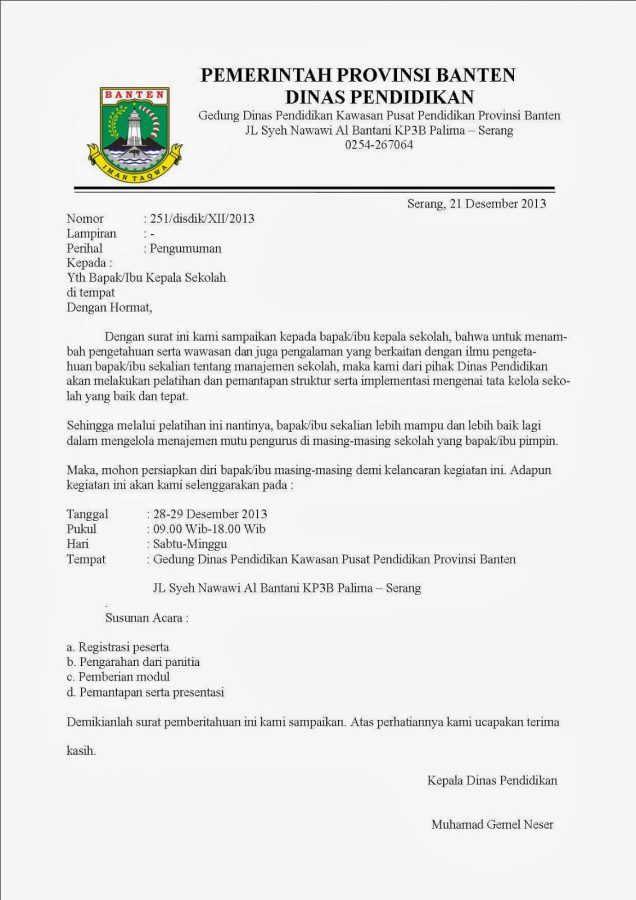 PEMERINTAH PROVINSI BANTEN
DINAS PENDIDIKAN
Gedung Dinas Pendidikan Kawasan Pusat Pendidikan Provinsi Banten
JL Syeh Nawawi Al Bantani KP3B Palima – Serang
0254-267064
BANTEN
IMAN TAQWA
Serang, 21 Desember 2013
Nomor : 251/disdik/XII/2013
Lampiran : -
Perihal : Pengumuman
Kepada :
Yth Bapak/Ibu Kepala Sekolah
di tempat
Dengan Hormat,
Dengan surat ini kami sampaikan kepada bapak/ibu kepala sekolah, bahwa untuk menam-
bah pengetahuan serta wawasan dan juga pengalaman yang berkaitan dengan ilmu pengeta-
huan bapak/ibu sekalian tentang manajemen sekolah, maka kami dari pihak Dinas Pendidikan
akan melakukan pelatihan dan pemantapan struktur serta implementasi mengenai tata kelola seko-
lah yang baik dan tepat.
Sehingga melalui pelatihan ini nantinya, bapak/ibu sekalian lebih mampu dan lebih baik lagi
dalam mengelola menajemen mutu pengurus di masing-masing sekolah yang bapak/ibu pimpin.
Maka, mohon persiapkan diri bapak/ibu masing-masing demi kelancaran kegiatan ini. Adapun
kegiatan ini akan kami selenggarakan pada :
Tanggal : 28-29 Desember 2013
Pukul : 09.00 Wib-18.00 Wib
Hari : Sabtu-Minggu
Tempat : Gedung Dinas Pendidikan Kawasan Pusat Pendidikan Provinsi Banten
JL Syeh Nawawi Al Bantani KP3B Palima – Serang
.
Susunan Acara :
a. Registrasi peserta
b. Pengarahan dari panitia
c. Pemberian modul
d. Pemantapan serta presentasi
Demikianlah surat pemberitahuan ini kami sampaikan. Atas perhatiannya kami ucapakan terima
kasih.
Kepala Dinas Pendidikan
Muhamad Gemel Neser